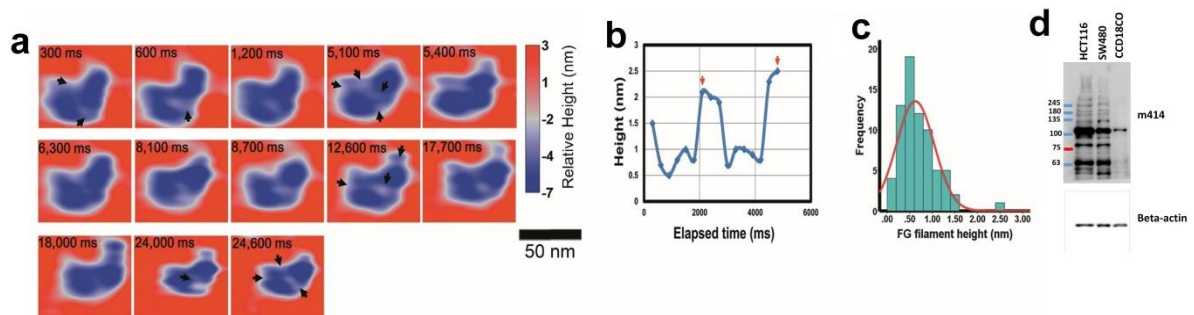 a
300 ms
600 ms
1,200 ms
5,100 ms
5,400 ms
6,300 ms
8,100 ms
8,700 ms
12,600 ms
17,700 ms
18,000 ms
24,000 ms
24,600 ms
3
1
-2
-4
-7
Relative Height (nm)
50 nm
b
Height (nm)
3
2.5
2
1.5
1
0.5
0
0
2000
4000
6000
Elapsed time (ms)
c
Frequency
20
15
10
5
0
.00
.50
1.00
1.50
2.00
2.50
3.00
FG filament height (nm)
d
HCT116
SW480
CCD18CO
245
180
135
100
75
63
m414
Beta-actin